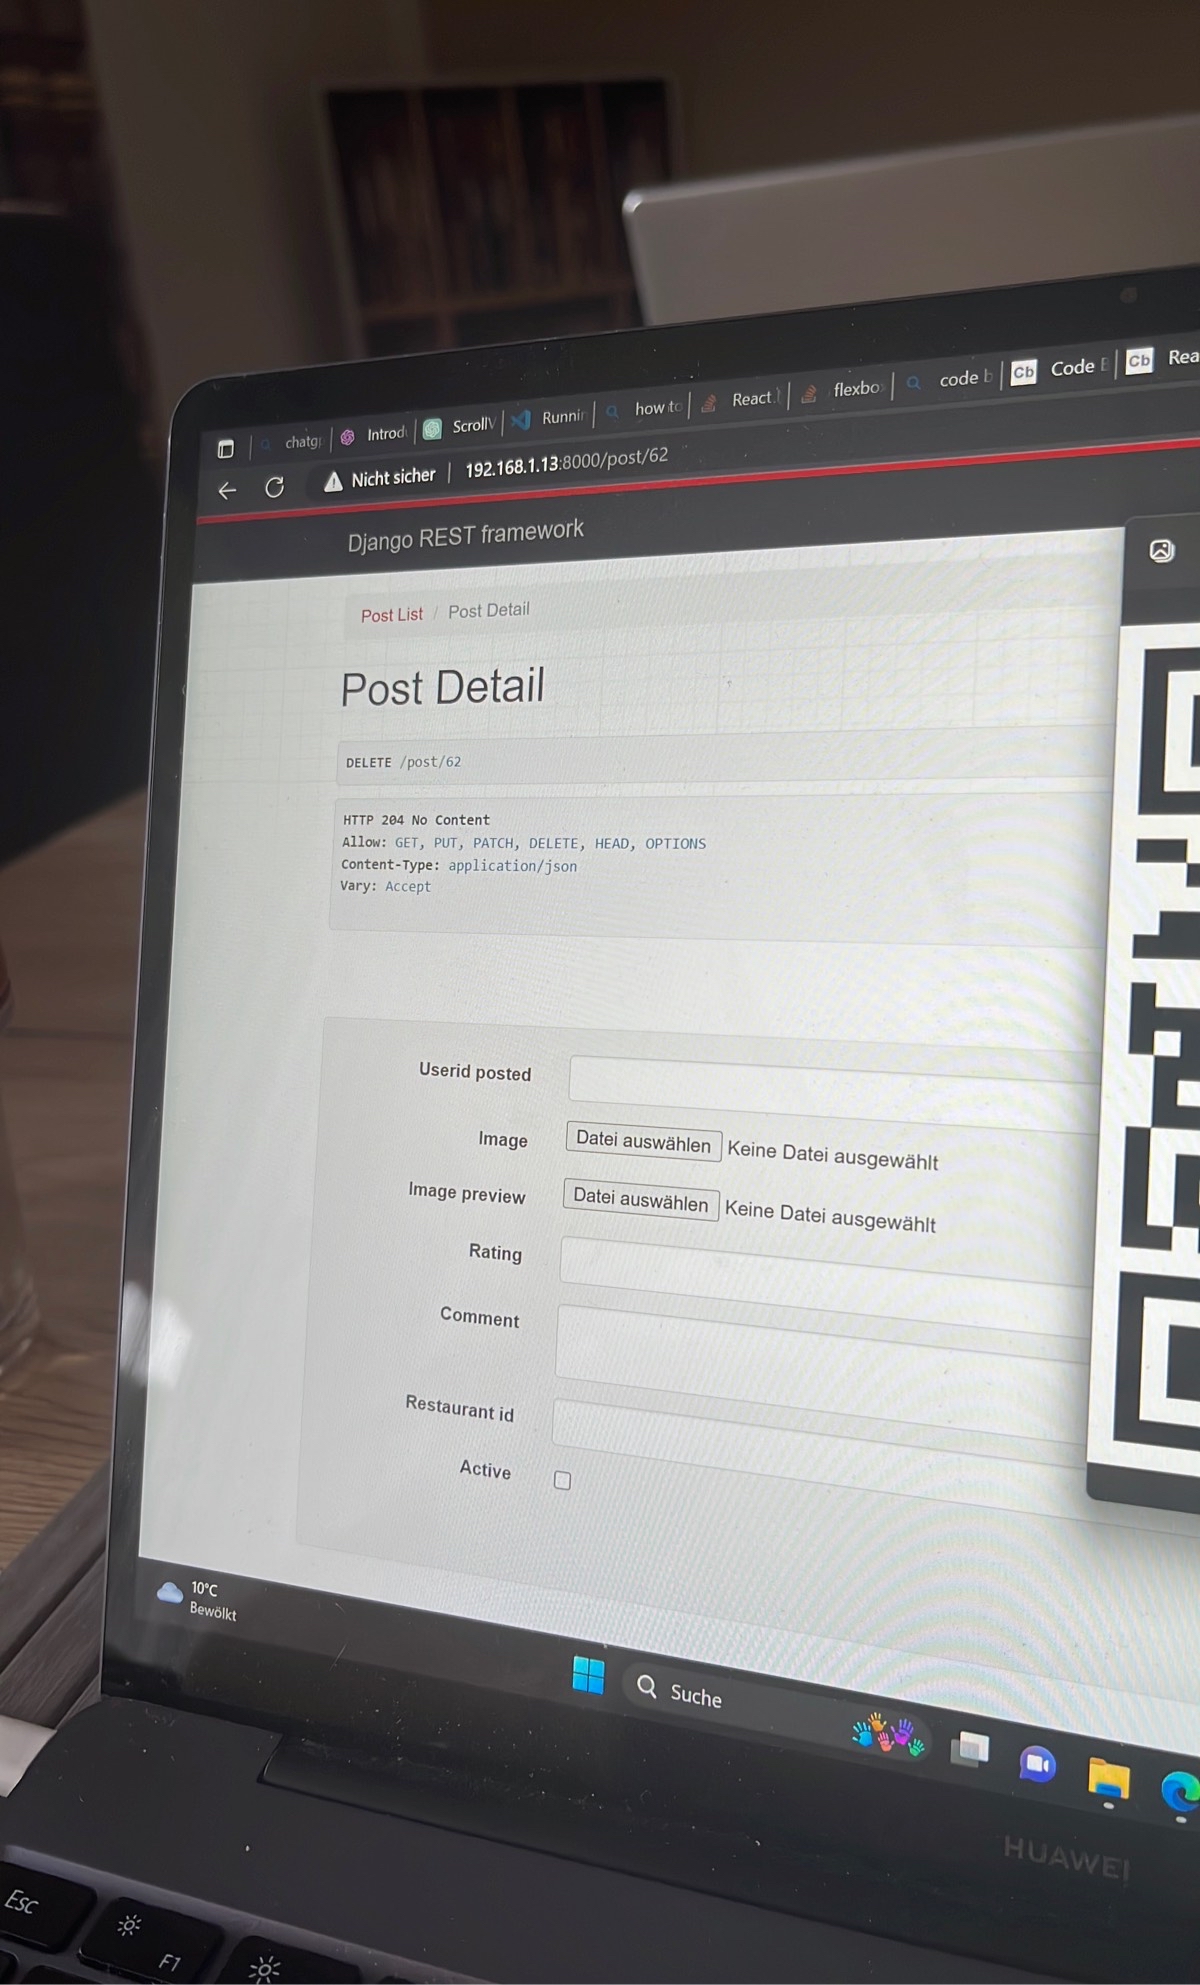 chatg
Introd
ScrollV
Runnin
how to
React.
flexbo
code b
Cb Code
Cb Rea
Nicht sicher | 192.168.1.13:8000/post/62
Django REST framework
Post List / Post Detail
Post Detail
DELETE /post/62
HTTP 204 No Content
Allow: GET, PUT, PATCH, DELETE, HEAD, OPTIONS
Content-Type: application/json
Vary: Accept
Userid posted
Image Datei auswählen Keine Datei ausgewählt
Image preview Datei auswählen Keine Datei ausgewählt
Rating
Comment
Restaurant id
Active
10°C
Bewölkt
Suche
HUAWEI
Esc
F1